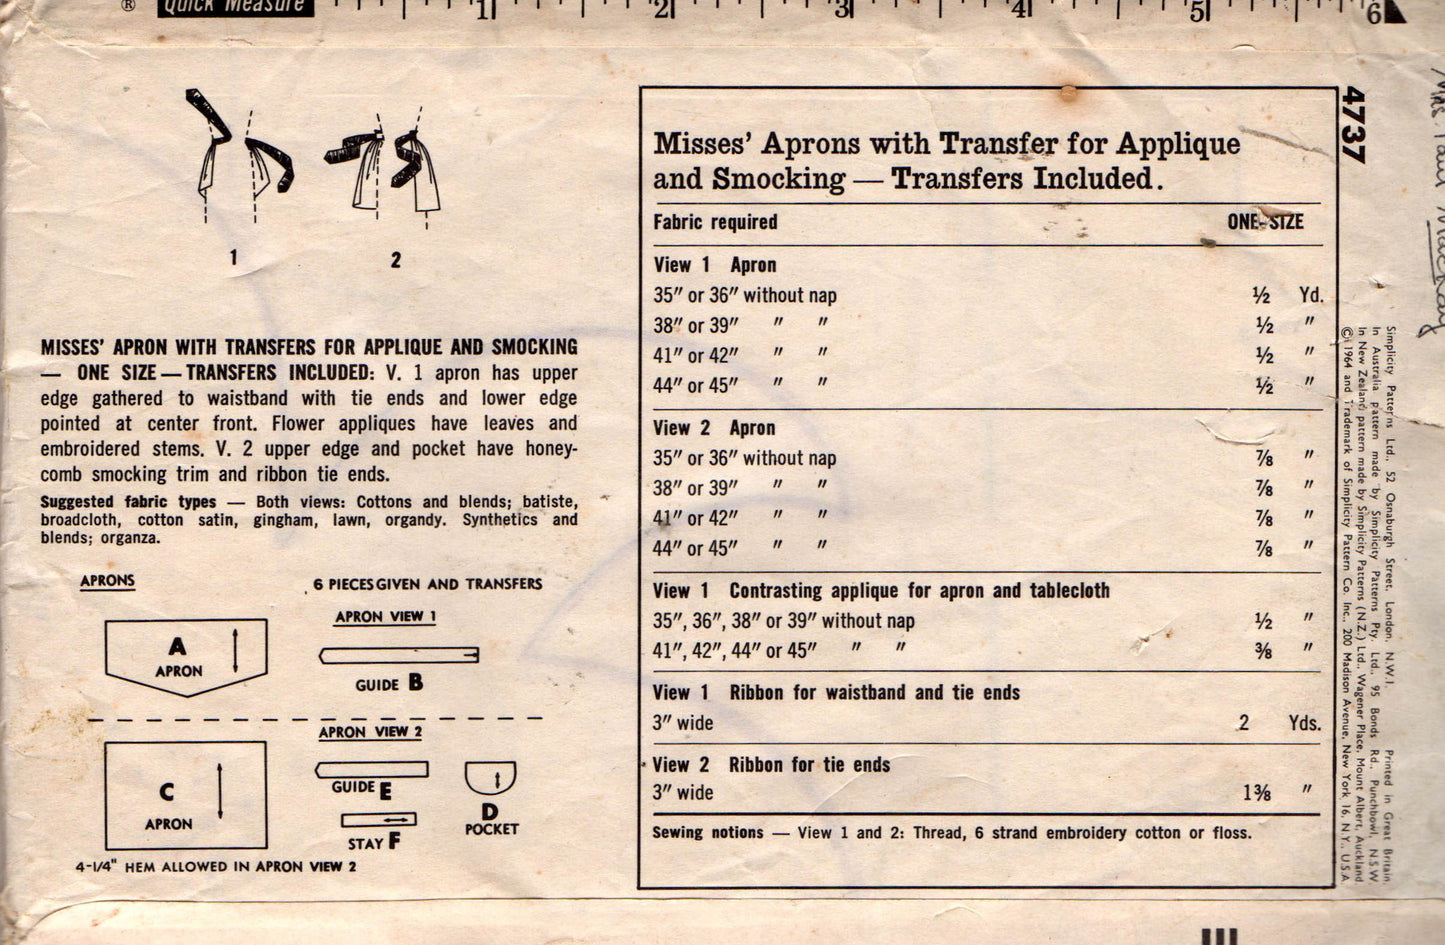 ® Quick Measure 1 2 3 4 5 6
1 2
MISSES' APRON WITH TRANSFERS FOR APPLIQUE AND SMOCKING
— ONE SIZE — TRANSFERS INCLUDED: V. 1 apron has upper
edge gathered to waistband with tie ends and lower edge
pointed at center front. Flower appliques have leaves and
embroidered stems. V. 2 upper edge and pocket have honey-
comb smocking trim and ribbon tie ends.
Suggested fabric types — Both views: Cottons and blends; batiste,
broadcloth, cotton satin, gingham, lawn, organdy. Synthetics and
blends; organza.
APRONS
6 PIECES GIVEN AND TRANSFERS
APRON VIEW 1
A
APRON
GUIDE B
APRON VIEW 2
C
APRON
GUIDE E
STAY F
D
POCKET
4-1/4" HEM ALLOWED IN APRON VIEW 2
Misses' Aprons with Transfer for Applique
and Smocking — Transfers Included.
Fabric required ONE SIZE
View 1 Apron
35" or 36" without nap ½ Yd.
38" or 39" " " ½ "
41" or 42" " " ½ "
44" or 45" " " ½ "
View 2 Apron
35" or 36" without nap ⅞ "
38" or 39" " " ⅞ "
41" or 42" " " ⅞ "
44" or 45" " " ⅞ "
View 1 Contrasting applique for apron and tablecloth
35", 36", 38" or 39" without nap ½ "
41", 42", 44" or 45" " " ⅜ "
View 1 Ribbon for waistband and tie ends
3" wide 2 Yds.
View 2 Ribbon for tie ends
3" wide 1⅜ "
Sewing notions — View 1 and 2: Thread, 6 strand embroidery cotton or floss.
4737
Simplicity Patterns Ltd., 52 Osnaburgh Street, London, N.W.1. Printed in Great Britain
In Australia pattern made by Simplicity Patterns Pty. Ltd., 95 Bonds Rd., Punchbowl, N S W
In New Zealand pattern made by Simplicity Patterns (N.Z.) Ltd., Wagener Place, Mount Albert, Auckland
© 1964 and Trademark of Simplicity Pattern Co. Inc., 200 Madison Avenue, New York 16, N.Y., U.S.A.
Mrs. Paul Mackay